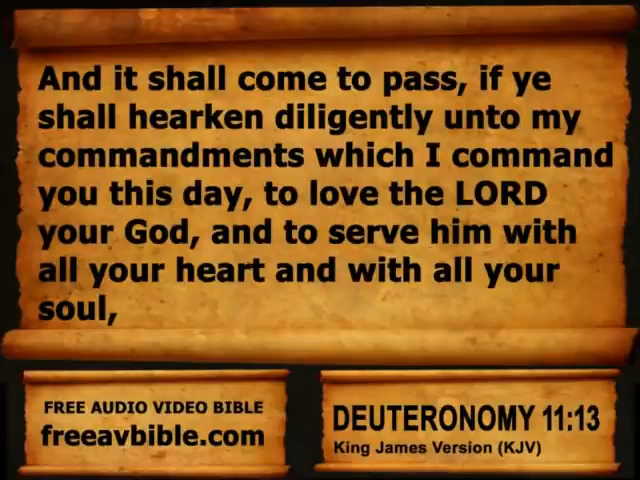 And it shall come to pass, if ye
shall hearken diligently unto my
commandments which I command
you this day, to love the LORD
your God, and to serve him with
all your heart and with all your
soul,
FREE AUDIO VIDEO BIBLE
freeavbible.com
DEUTERONOMY 11:13
King James Version (KJV)